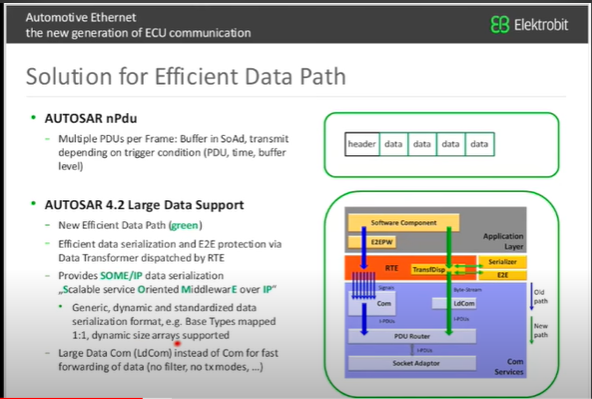 Automotive Ethernet
the new generation of ECU communication
Elektrobit
Solution for Efficient Data Path
• AUTOSAR nPdu
– Multiple PDUs per Frame: Buffer in SoAd, transmit
depending on trigger condition (PDU, time, buffer
level)
header data data data data
• AUTOSAR 4.2 Large Data Support
– New Efficient Data Path (green)
– Efficient data serialization and E2E protection via
Data Transformer dispatched by RTE
– Provides SOME/IP data serialization
„Scalable service Oriented MiddlewarE over IP"
• Generic, dynamic and standardized data
serialization format, e.g. Base Types mapped
1:1, dynamic size arrays supported
– Large Data Com (LdCom) instead of Com for fast
forwarding of data (no filter, no txmodes, ...)
Software Component
E2EPW
Application
Layer
RTE
TransfDisp
Serializer
E2E
Signals
Byte-Stream
Com
LdCom
I-PDUs
I-PDUs
PDU Router
I-PDUs
Socket Adaptor
Com
Services
Old
path
New
path